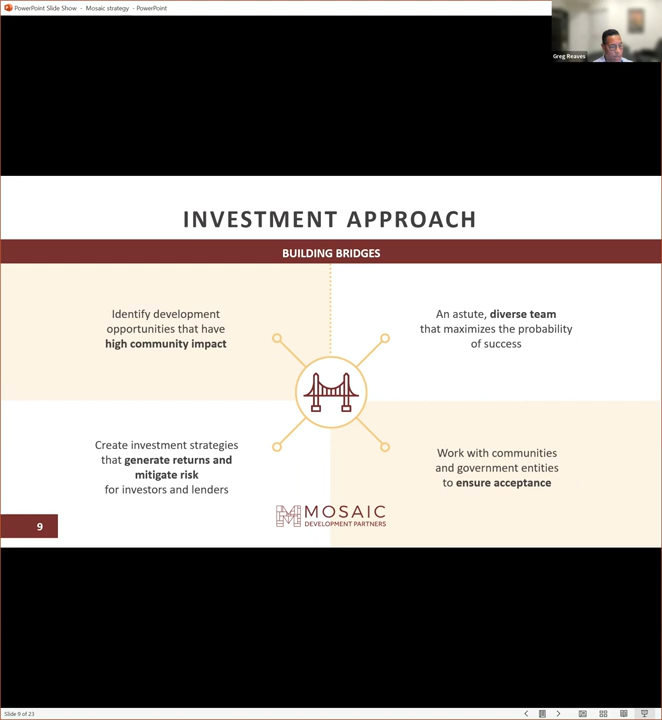 PowerPoint Slide Show - Mosaic strategy - PowerPoint
Greg Reaves
INVESTMENT APPROACH
BUILDING BRIDGES
Identify development
opportunities that have
high community impact
An astute, diverse team
that maximizes the probability
of success
Create investment strategies
that generate returns and
mitigate risk
for investors and lenders
Work with communities
and government entities
to ensure acceptance
MOSAIC
DEVELOPMENT PARTNERS
9
Slide 9 of 23